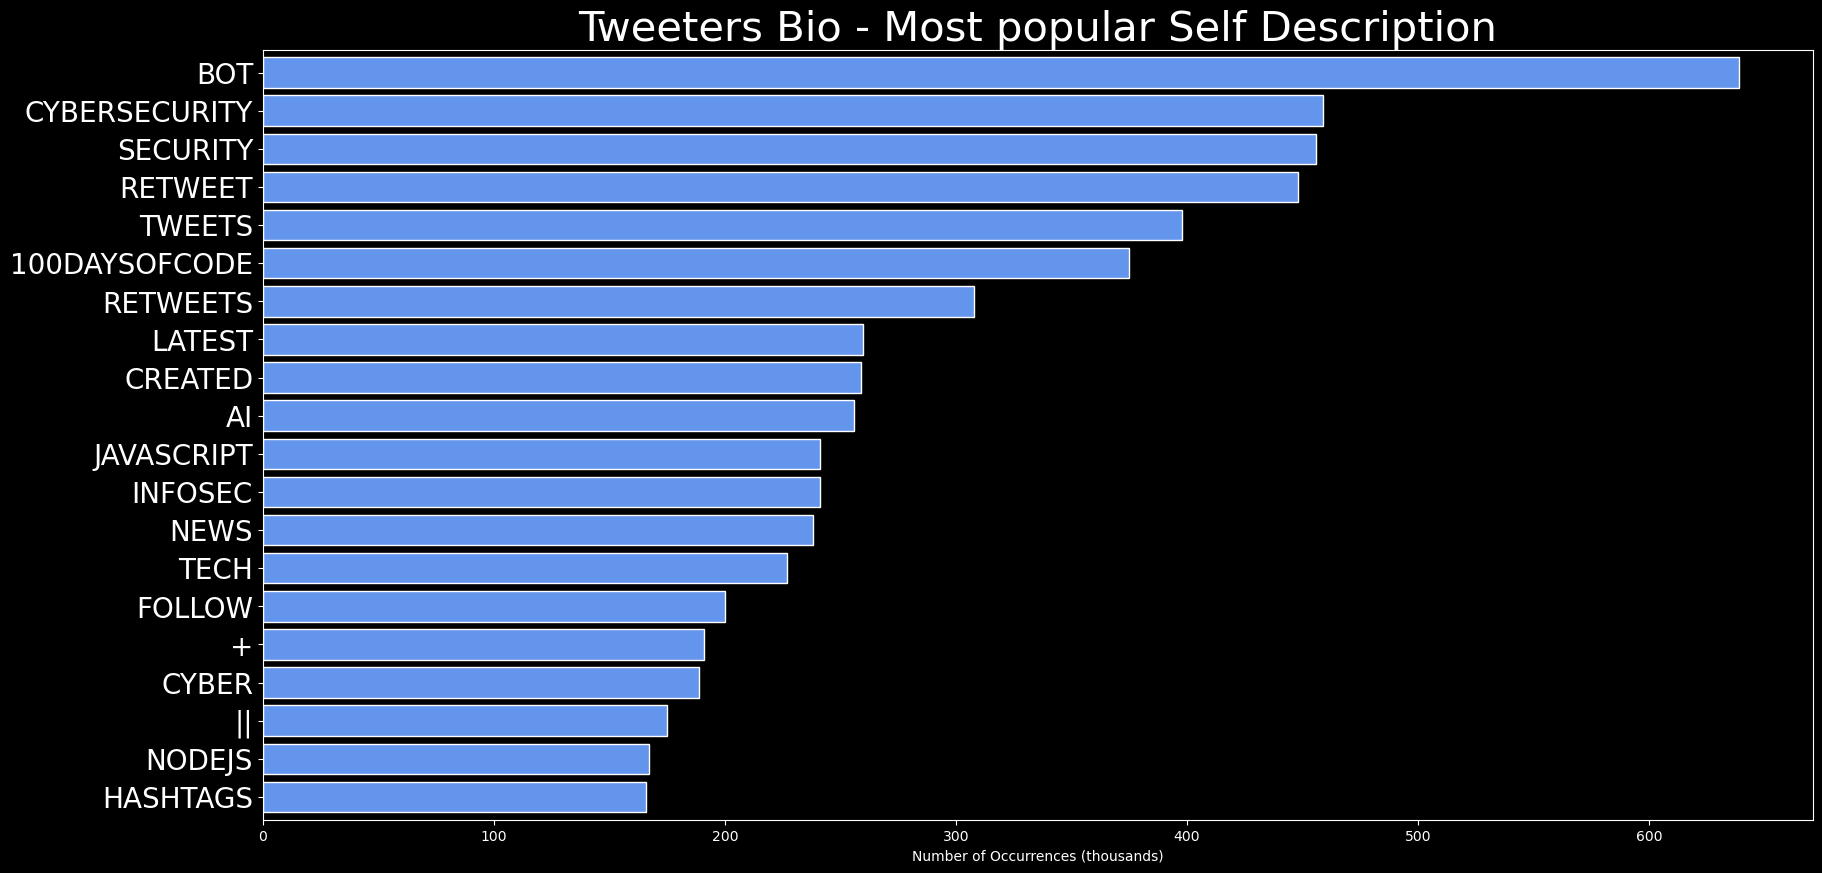 Tweeters Bio - Most popular Self Description
BOT
CYBERSECURITY
SECURITY
RETWEET
TWEETS
100DAYSOFCODE
RETWEETS
LATEST
CREATED
AI
JAVASCRIPT
INFOSEC
NEWS
TECH
FOLLOW
+
CYBER
||
NODEJS
HASHTAGS
0 100 200 300 400 500 600
Number of Occurrences (thousands)